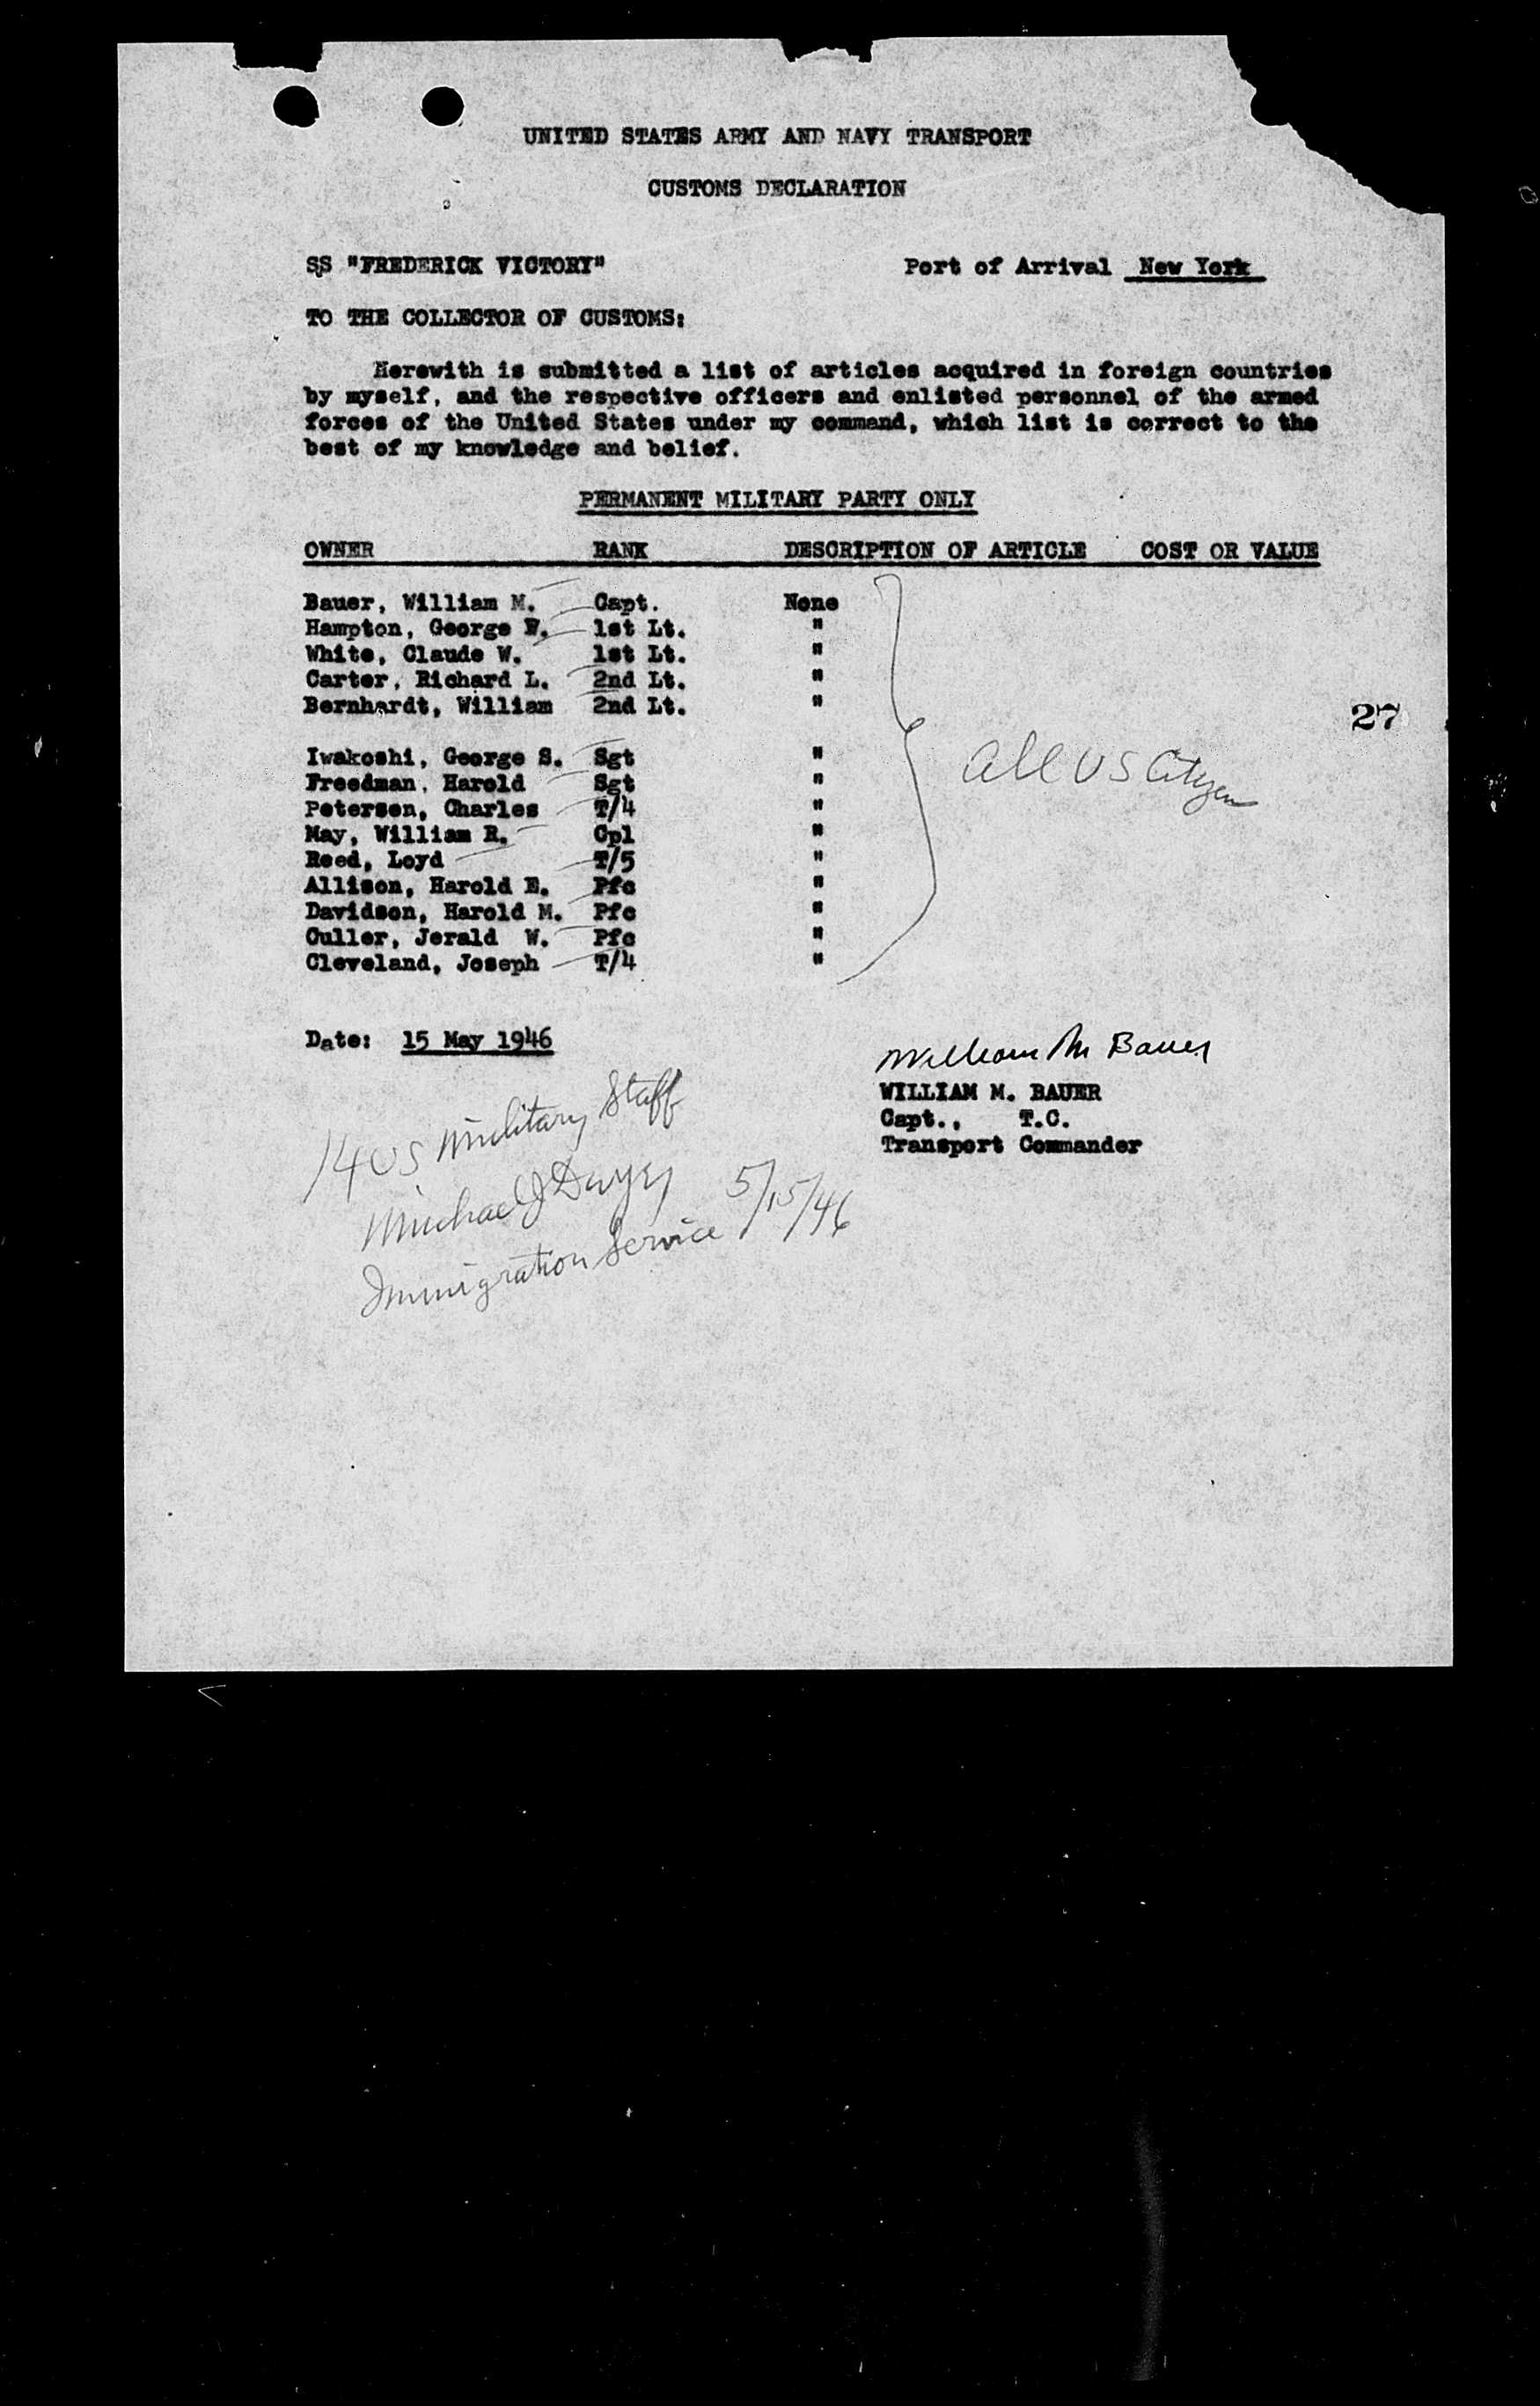 UNITED STATES ARMY AND NAVY TRANSPORT
CUSTOMS DECLARATION
SS "FREDERICK VICTORY" Port of Arrival New York
TO THE COLLECTOR OF CUSTOMS:
Herewith is submitted a list of articles acquired in foreign countries
by myself, and the respective officers and enlisted personnel of the armed
forces of the United States under my command, which list is correct to the
best of my knowledge and belief.
PERMANENT MILITARY PARTY ONLY
OWNER RANK DESCRIPTION OF ARTICLE COST OR VALUE
Bauer, William M. Capt. None
Hampton, George 1st Lt. "
White, Claude W. 1st Lt. "
Carter, Richard L. 2nd Lt. "
Bernhardt, William 2nd Lt. "
27
Iwakoshi, George S. Sgt "
All US Citizen
Freedman, Harold Sgt "
Petersen, Charles T/4 "
May, William R. Cpl "
Reed, Loyd T/5 "
Allison, Harold E. Pfc "
Davidson, Harold M. Pfc "
Culler, Jerald W. Pfc "
Cleveland, Joseph T/4 "
Date: 15 May 1946
William M Bauer
WILLIAM M. BAUER
Capt., T.C.
Transport Commander
14 US Military Staff
Michael J Dwyer
Immigration Service 5/15/46